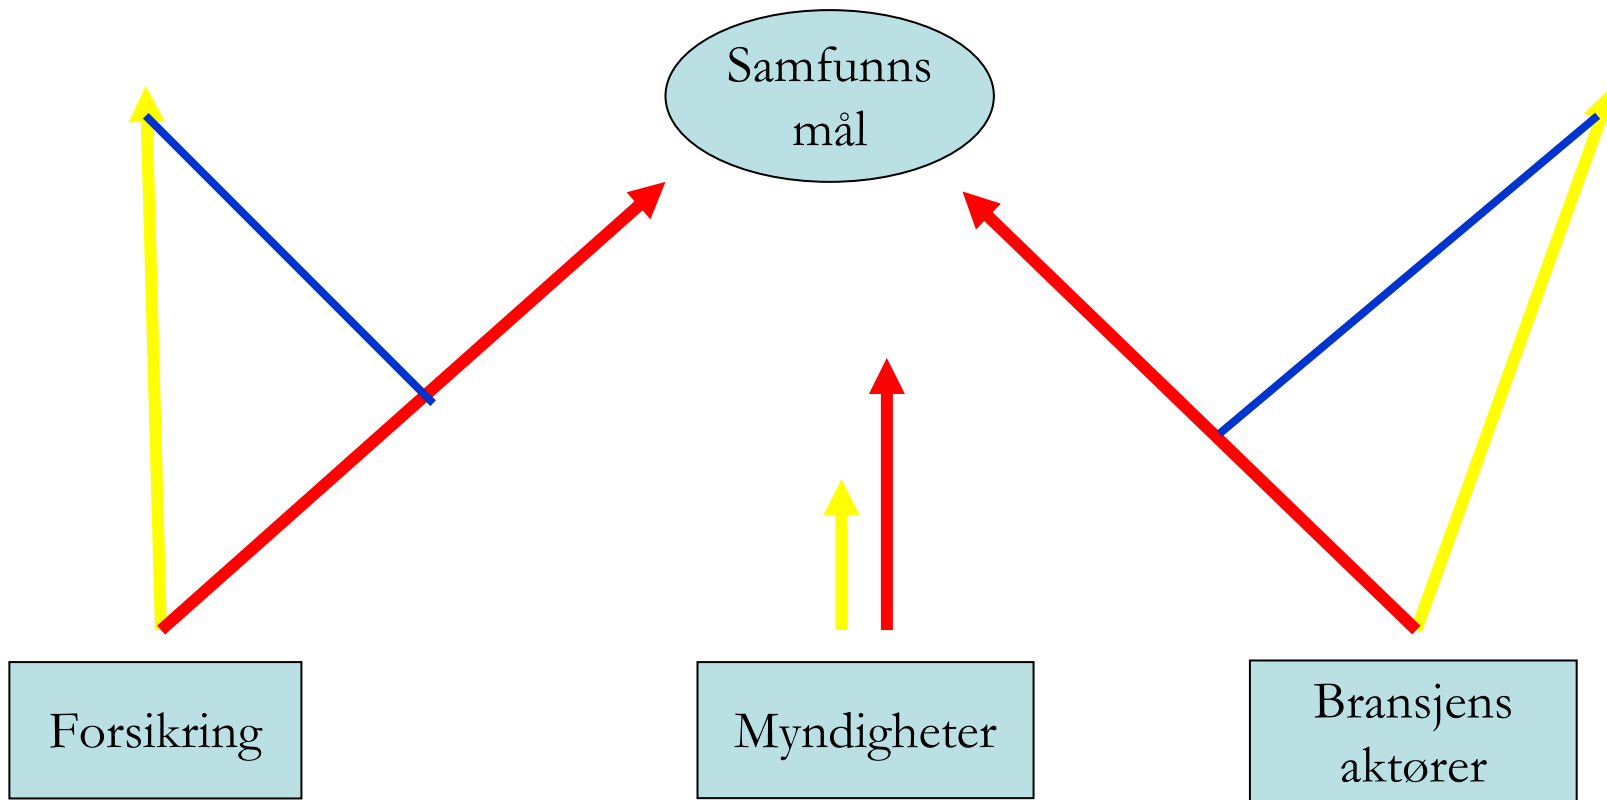 Samfunns
mål
Forsikring
Myndigheter
Bransjens
aktører